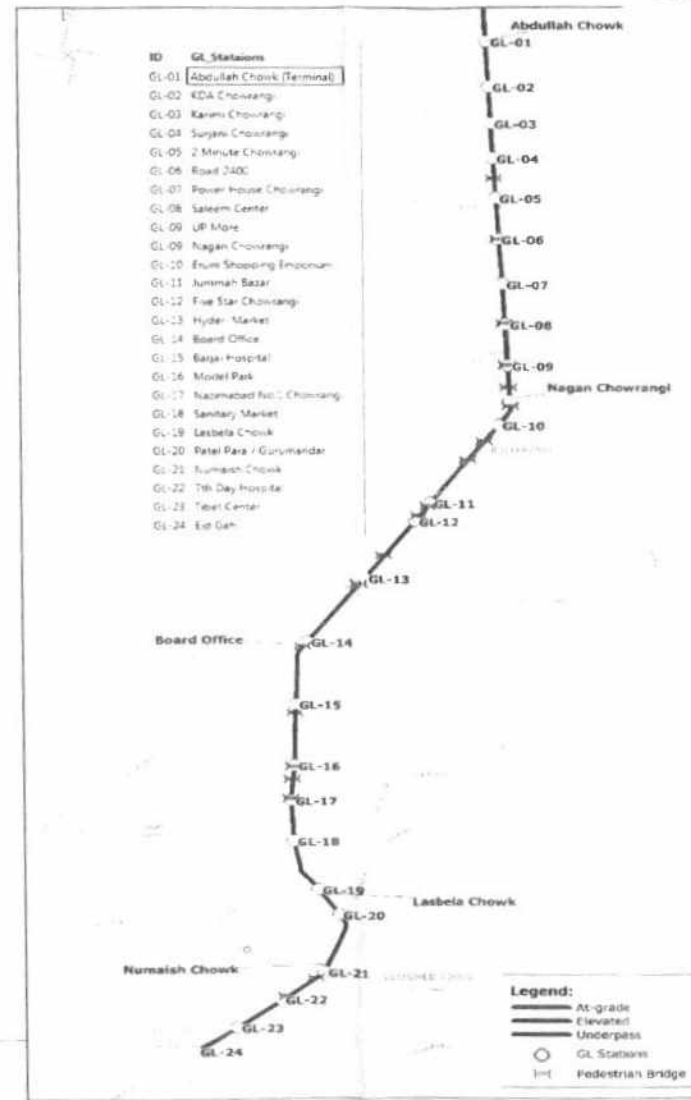 Abdullah Chowk
ID GL_Stataions
GL-01 Abdullah Chowk (Terminal)
GL-02 KDA Chowrangi
GL-03 Karimi Chowrangi
GL-04 Surjani Chowrangi
GL-05 2 Minute Chowrangi
GL-06 Road 2400
GL-07 Power House Chowrangi
GL-08 Saleem Center
GL-09 UP More
GL-09 Nagan Chowrangi
GL-10 Erum Shopping Emporium
GL-11 Jummah Bazar
GL-12 Five Star Chowrangi
GL-13 Hyderi Market
GL-14 Board Office
GL-15 Hospital
GL-16 Model Park
GL-17 Nazimabad No.1 Chowrangi
GL-18 Sanitary Market
GL-19 Lasbela Chowk
GL-20 Patel Para / Gurumandar
GL-21 Numaish Chowk
GL-22 7th Day Hospital
GL-23 Tibet Center
GL-24 Eid Gah
GL-01
GL-02
GL-03
GL-04
GL-05
GL-06
GL-07
GL-08
GL-09
Nagan Chowrangi
GL-10
GL-11
GL-12
GL-13
Board Office
GL-14
GL-15
GL-16
GL-17
GL-18
GL-19
Lasbela Chowk
GL-20
Numaish Chowk
GL-21
GL-22
GL-23
GL-24
Legend:
At-grade
Elevated
Underpass
GL Stations
Pedestrian Bridge